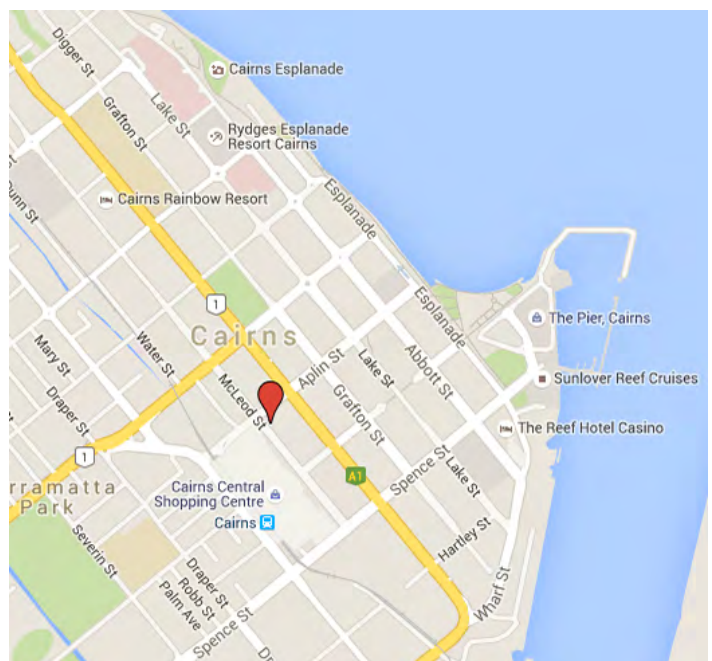 Digger St
Cairns Esplanade
Lake St
Grafton St
Rydges Esplanade
Resort Cairns
Cairns Rainbow Resort
Esplanade
1
Cairns
Esplanade
The Pier, Cairns
Water St
Mary St
Aplin St
Lake St
Abbott St
McLeod St
Sunlover Reef Cruises
Draper St
Grafton St
The Reef Hotel Casino
1
A1
Spence St
Lake St
rramatta
Park
Cairns Central
Shopping Centre
Cairns
Hartley St
Severin St
Draper St
Robb St
Palm Ave
Wharf St
Spence St